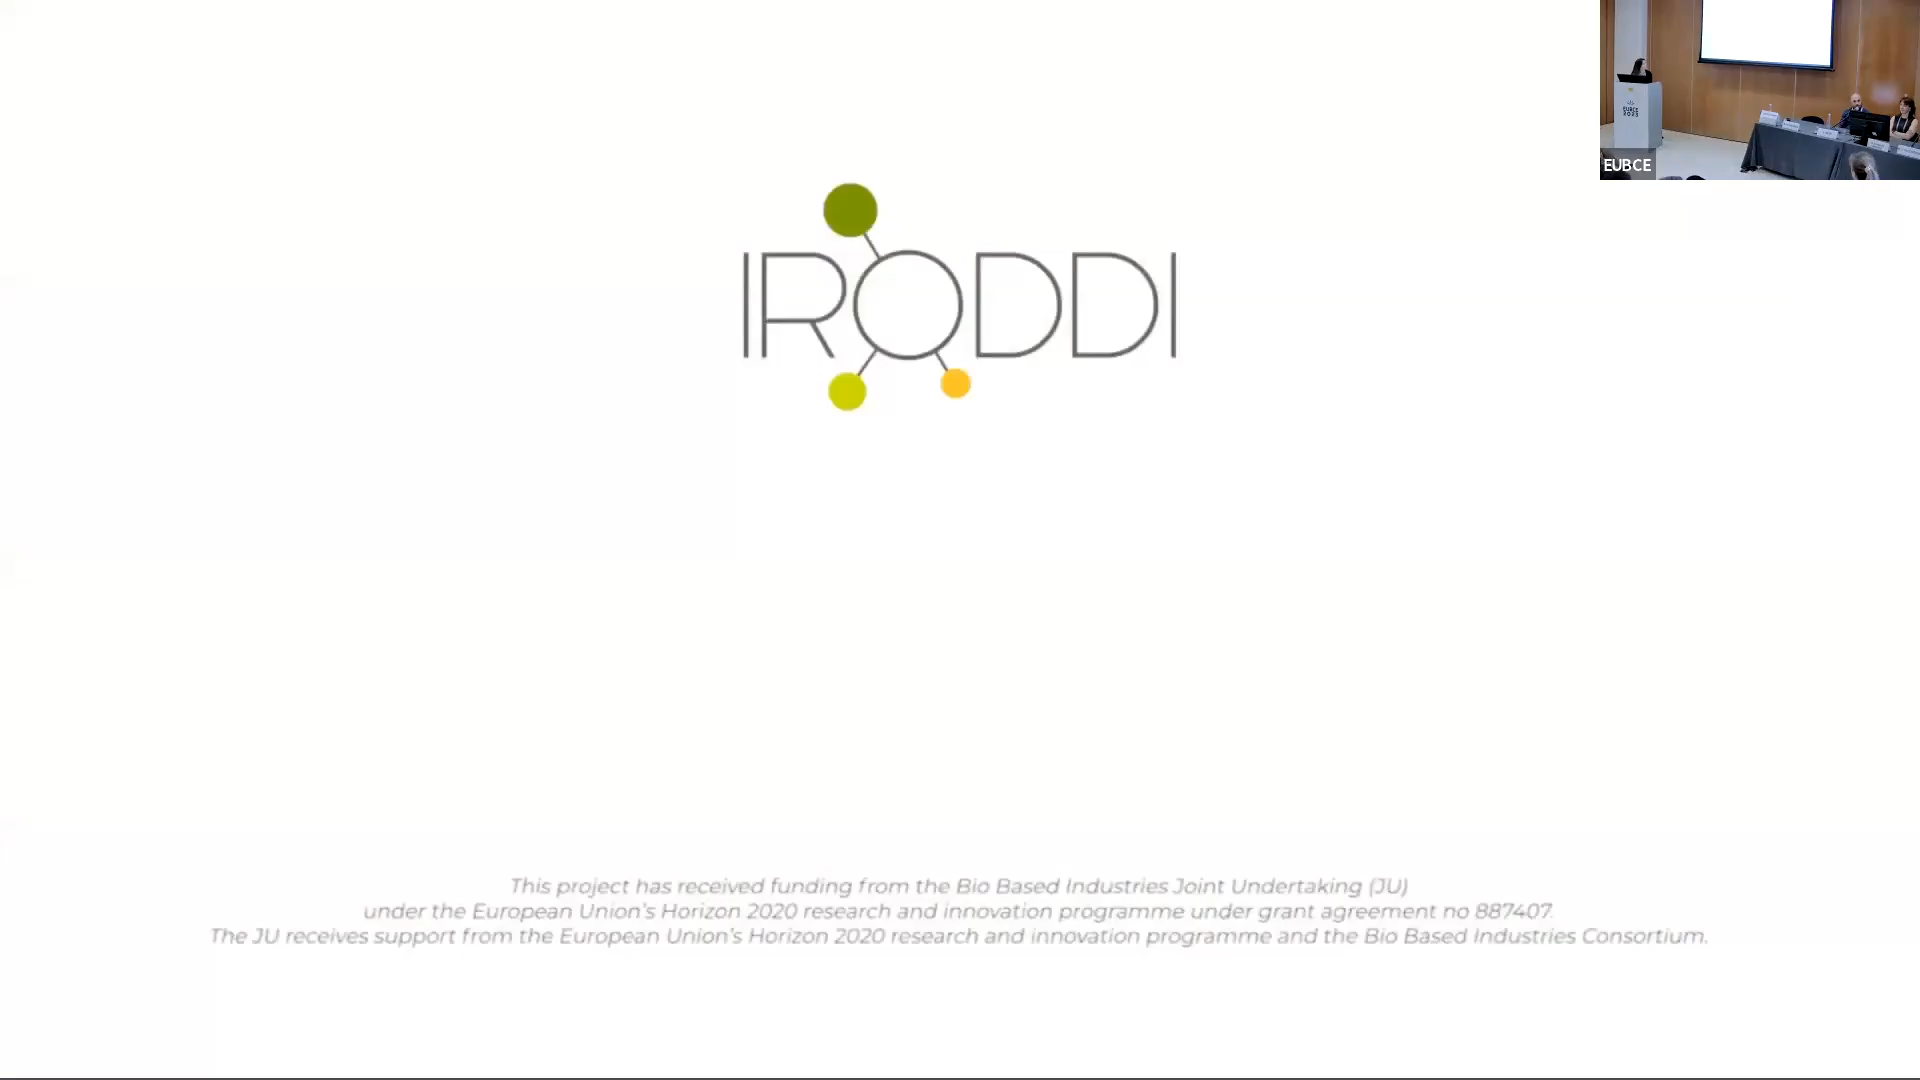 IRODDI
EUBCE
This project has received funding from the Bio Based Industries Joint Undertaking (JU)
under the European Union's Horizon 2020 research and innovation programme under grant agreement no 887407.
The JU receives support from the European Union's Horizon 2020 research and innovation programme and the Bio Based Industries Consortium.